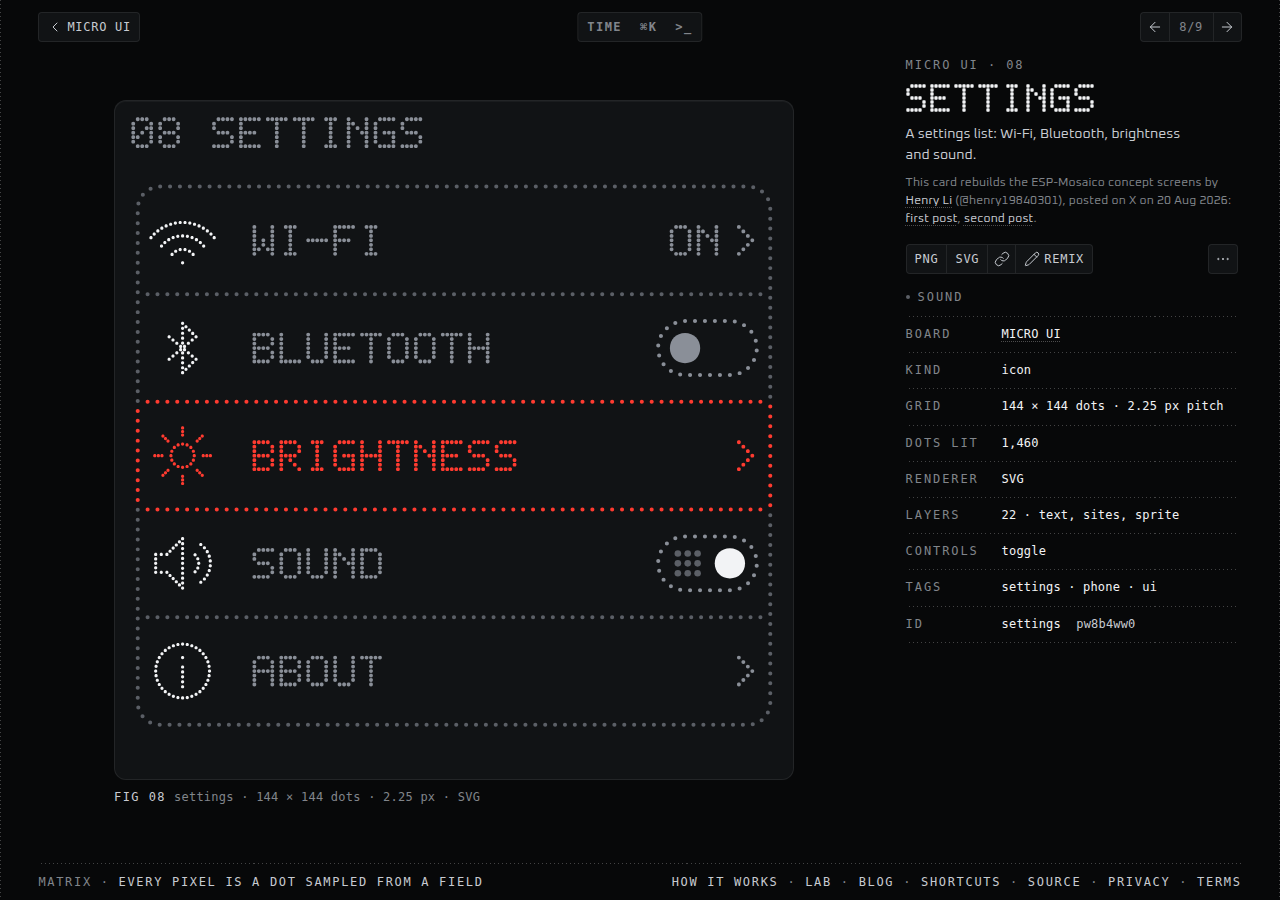 MICRO UI
TIME ⌘K >_
8/9
MICRO UI · 08
SETTINGS
A settings list: Wi-Fi, Bluetooth, brightness
and sound.
This card rebuilds the ESP-Mosaico concept screens by
Henry Li (@henry19840301), posted on X on 20 Aug 2026:
first post, second post.
PNG SVG REMIX ···
SOUND
BOARD MICRO UI
KIND icon
GRID 144 × 144 dots · 2.25 px pitch
DOTS LIT 1,460
RENDERER SVG
LAYERS 22 · text, sites, sprite
CONTROLS toggle
TAGS settings · phone · ui
ID settings pw8b4ww0
08 SETTINGS
WI-FI ON >
BLUETOOTH
BRIGHTNESS >
SOUND
ABOUT >
FIG 08 settings · 144 × 144 dots · 2.25 px · SVG
MATRIX · EVERY PIXEL IS A DOT SAMPLED FROM A FIELD
HOW IT WORKS · LAB · BLOG · SHORTCUTS · SOURCE · PRIVACY · TERMS